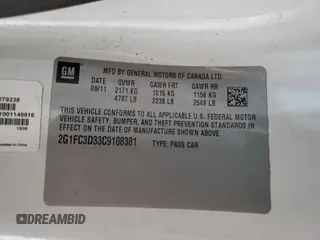 GM
MFD BY GENERAL MOTORS OF CANADA LTD.
DATE GVWR GAWR FRT GAWR RR
08/11 2171 KG 1015 KG 1156 KG
4787 LB 2238 LB 2549 LB
THIS VEHICLE CONFORMS TO ALL APPLICABLE U.S. FEDERAL MOTOR
VEHICLE SAFETY, BUMPER, AND THEFT PREVENTION STANDARDS
IN EFFECT ON THE DATE OF MANUFACTURE SHOWN ABOVE.
2G1FC3D33C9108381 TYPE: PASS CAR
79238
1001149816
DREAMBID